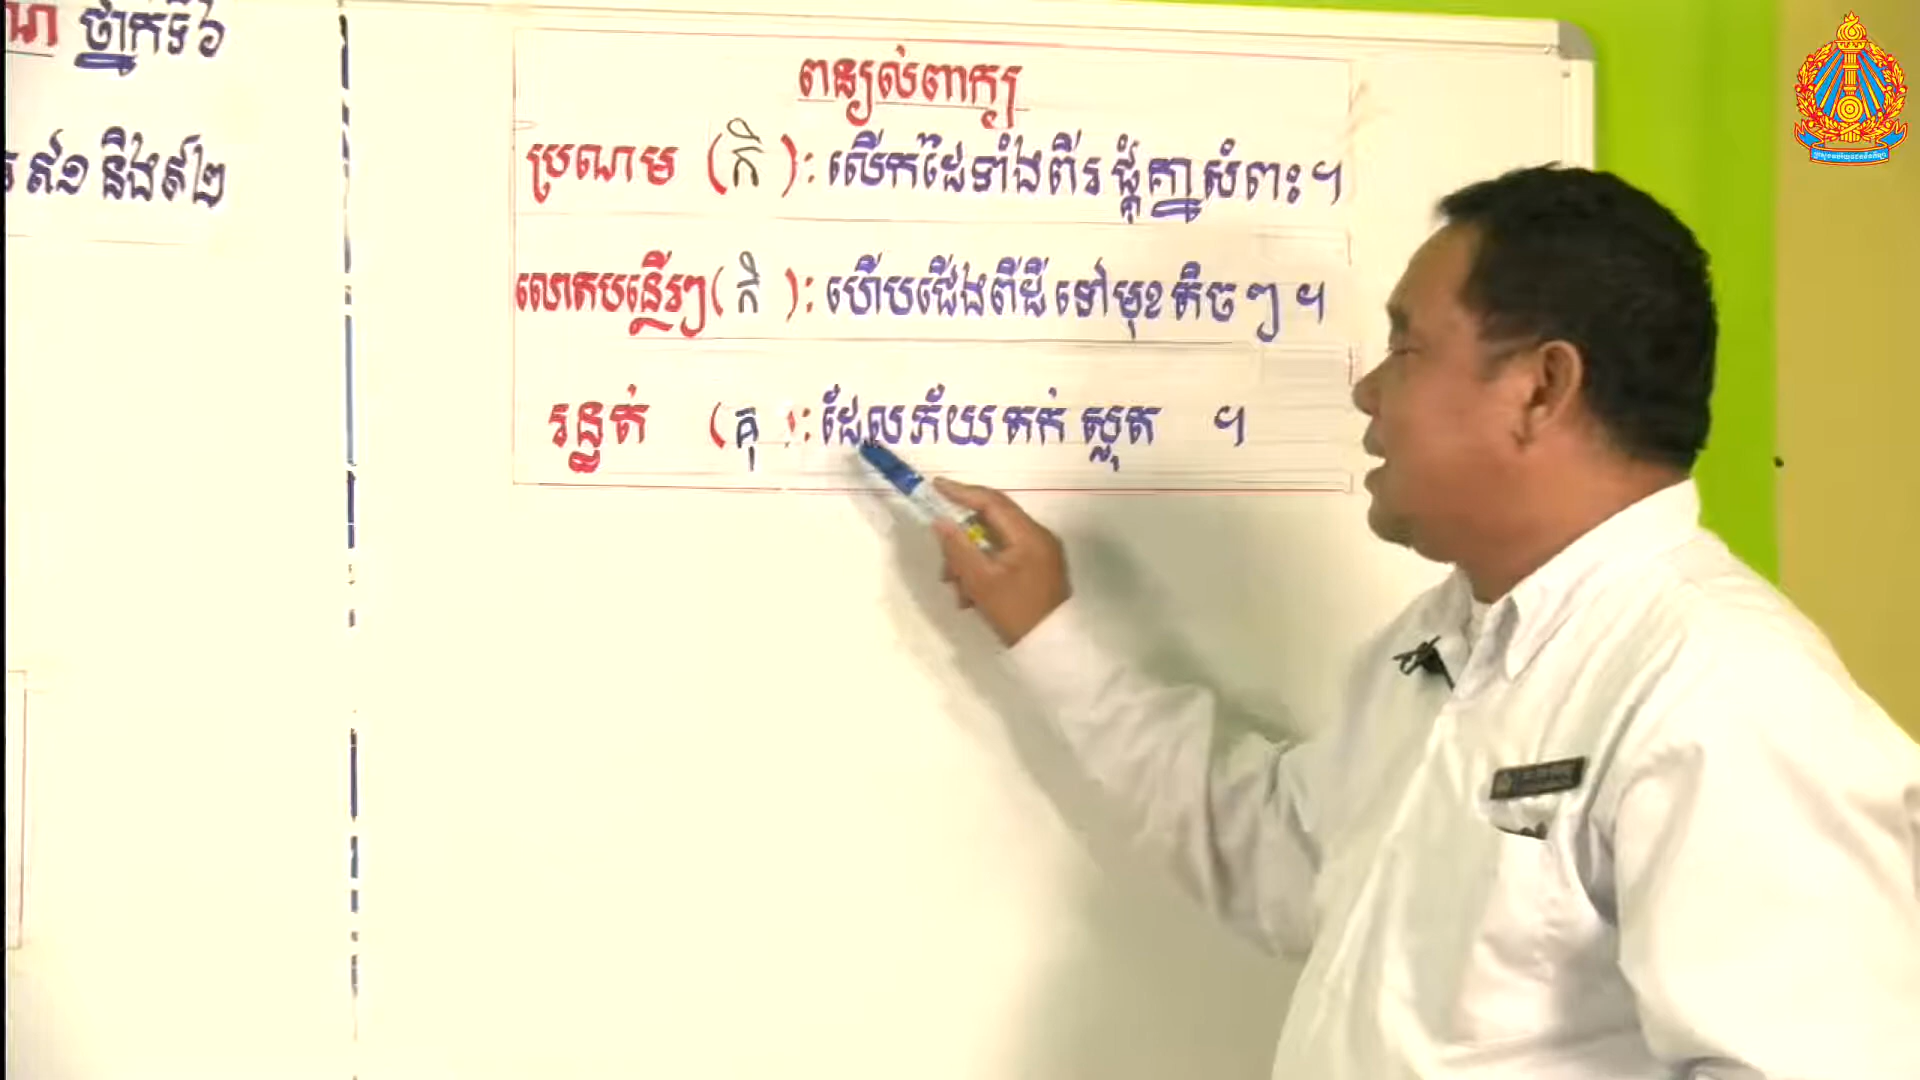 ថ្នាក់ទី៦
៩១ និង៩២
ពន្យល់ពាក្យ
ប្រណម (កិ): លើកដៃទាំងពីរ ផ្គុំគ្នាសំពះ ។
លោតបន្ថើរៗ (កិ): ហើបជើងពីដី ទៅមុខតិចៗ ។
រន្ធត់ (គុ): ដែលភ័យតក់ស្លុត ។